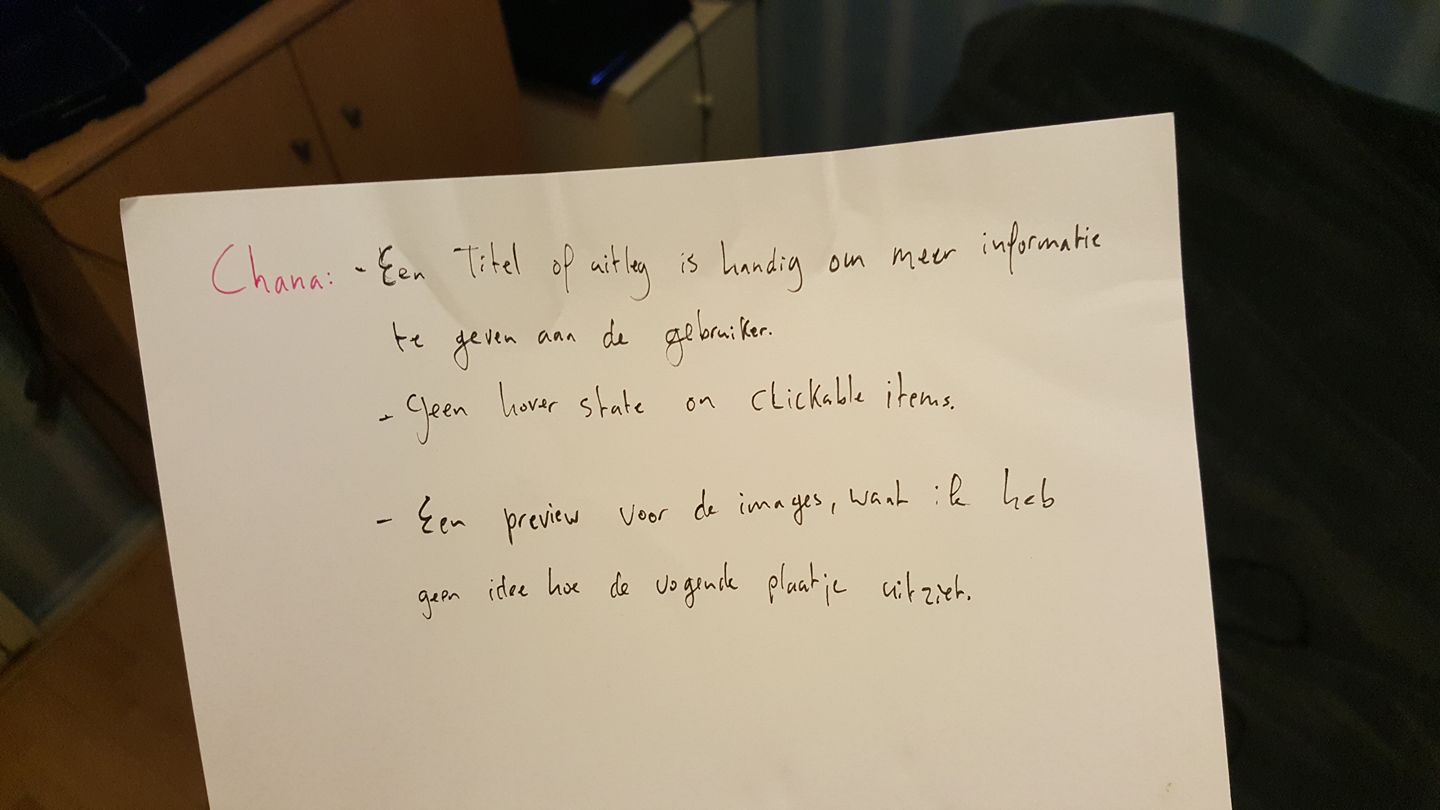 Chana: - Een Titel of uitleg is handig om meer informatie
te geven aan de gebruiker.
- Geen hover state on clickable items.
- Een preview voor de images, want ik heb
geen idee hoe de vogende plaatje uitziet.